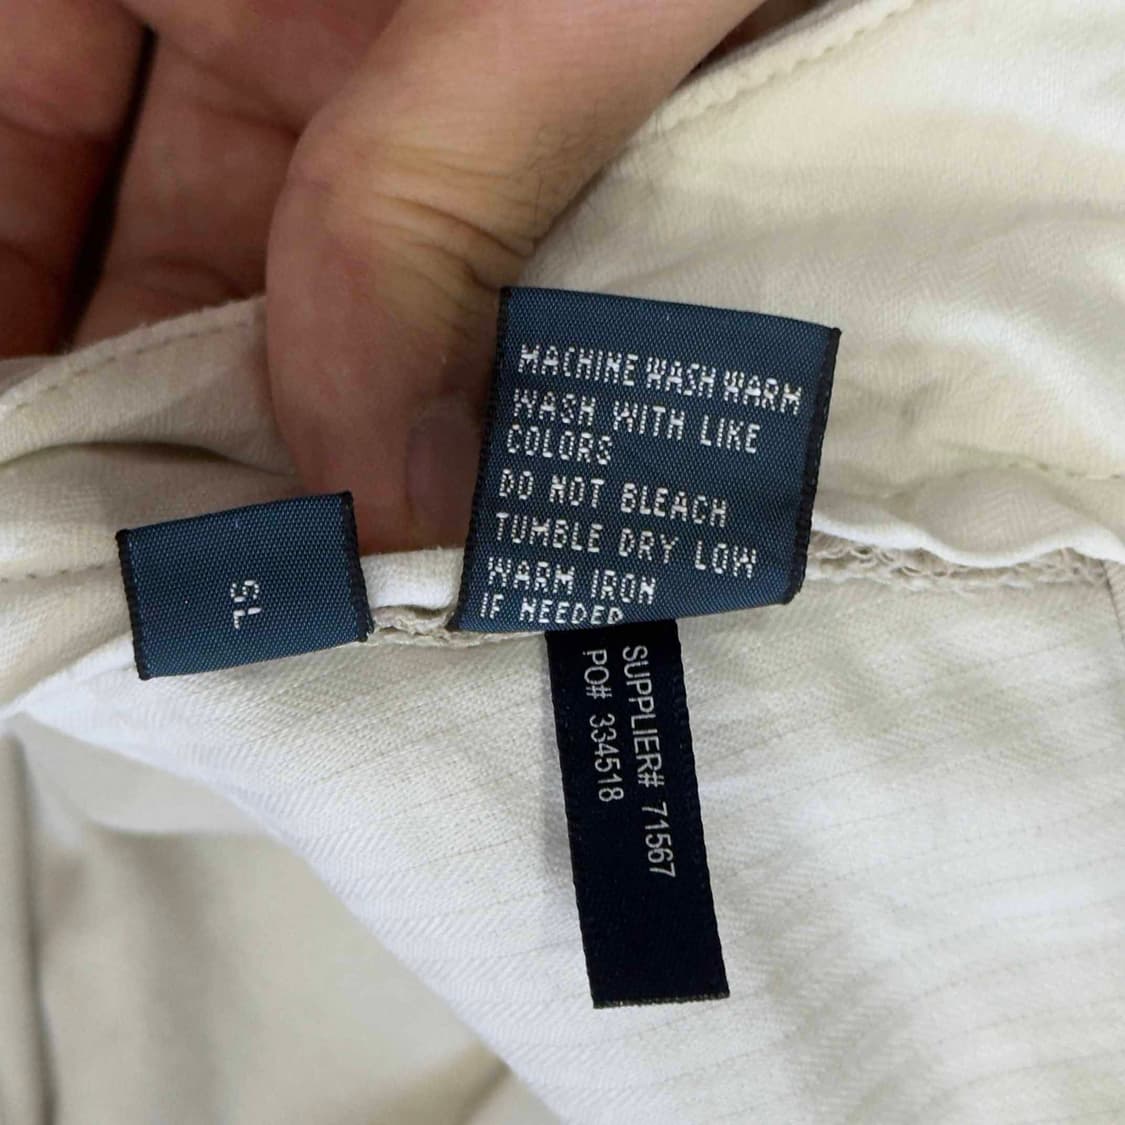 SL
MACHINE WASH WARM
WASH WITH LIKE
COLORS
DO NOT BLEACH
TUMBLE DRY LOW
WARM IRON
IF NEEDED
SUPPLIER# 71567
PO# 334518